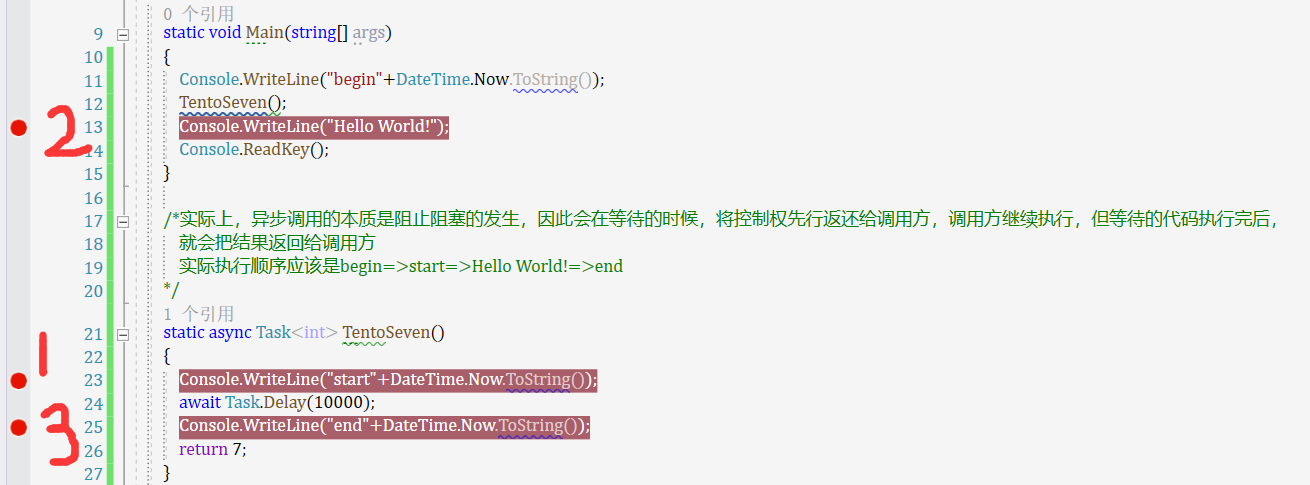 0 个引用
9 static void Main(string[] args)
10 {
11 Console.WriteLine("begin"+DateTime.Now.ToString());
12 TentoSeven();
2 13 Console.WriteLine("Hello World!");
14 Console.ReadKey();
15 }
16
17 /*实际上，异步调用的本质是阻止阻塞的发生，因此会在等待的时候，将控制权先行返还给调用方，调用方继续执行，但等待的代码执行完后，
18 就会把结果返回给调用方
19 实际执行顺序应该是begin=>start=>Hello World!=>end
20 */
1 个引用
21 static async Task<int> TentoSeven()
22 {
1 23 Console.WriteLine("start"+DateTime.Now.ToString());
24 await Task.Delay(10000);
3 25 Console.WriteLine("end"+DateTime.Now.ToString());
26 return 7;
27 }